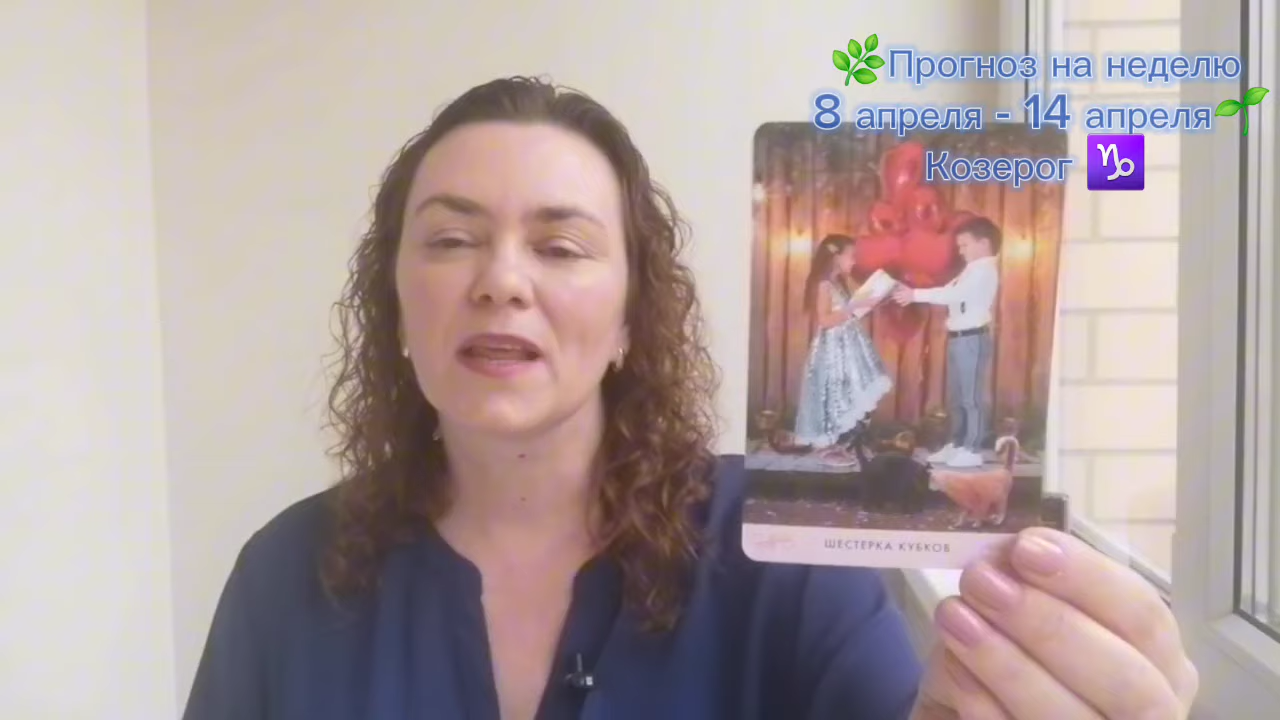 Прогноз на неделю
8 апреля - 14 апреля
Козерог ♑
ШЕСТЕРКА КУБКОВ